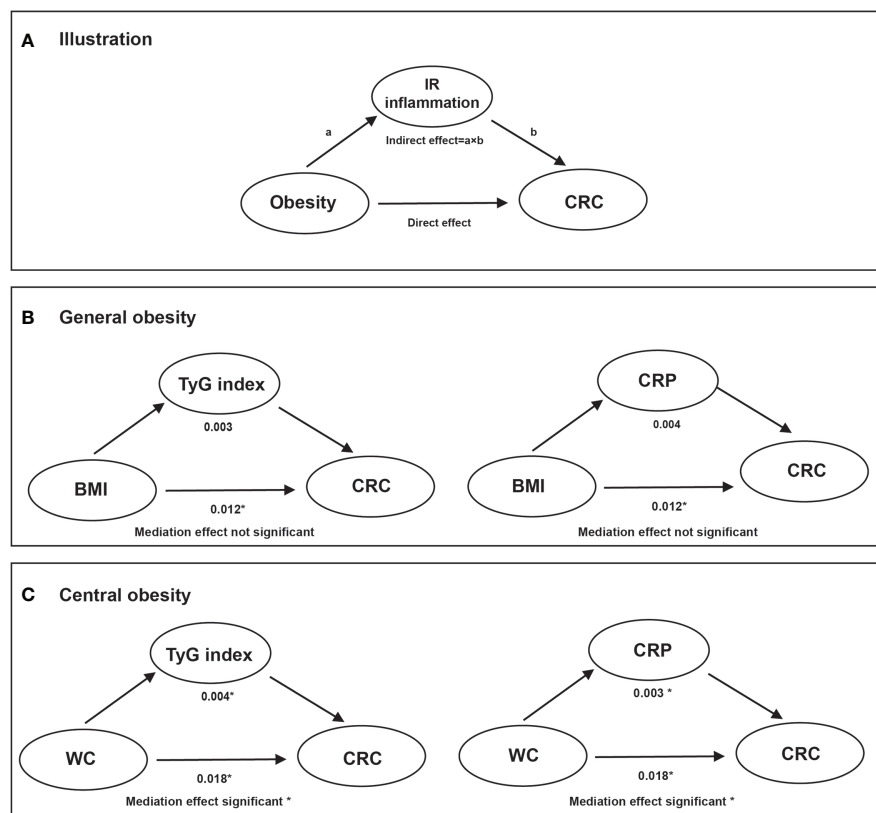 A Illustration
IR
inflammation
a
b
Indirect effect=a×b
Obesity
CRC
Direct effect
B General obesity
TyG index
0.003
BMI
CRC
0.012*
Mediation effect not significant
CRP
0.004
BMI
CRC
0.012*
Mediation effect not significant
C Central obesity
TyG index
0.004*
WC
CRC
0.018*
Mediation effect significant *
CRP
0.003 *
WC
CRC
0.018*
Mediation effect significant *